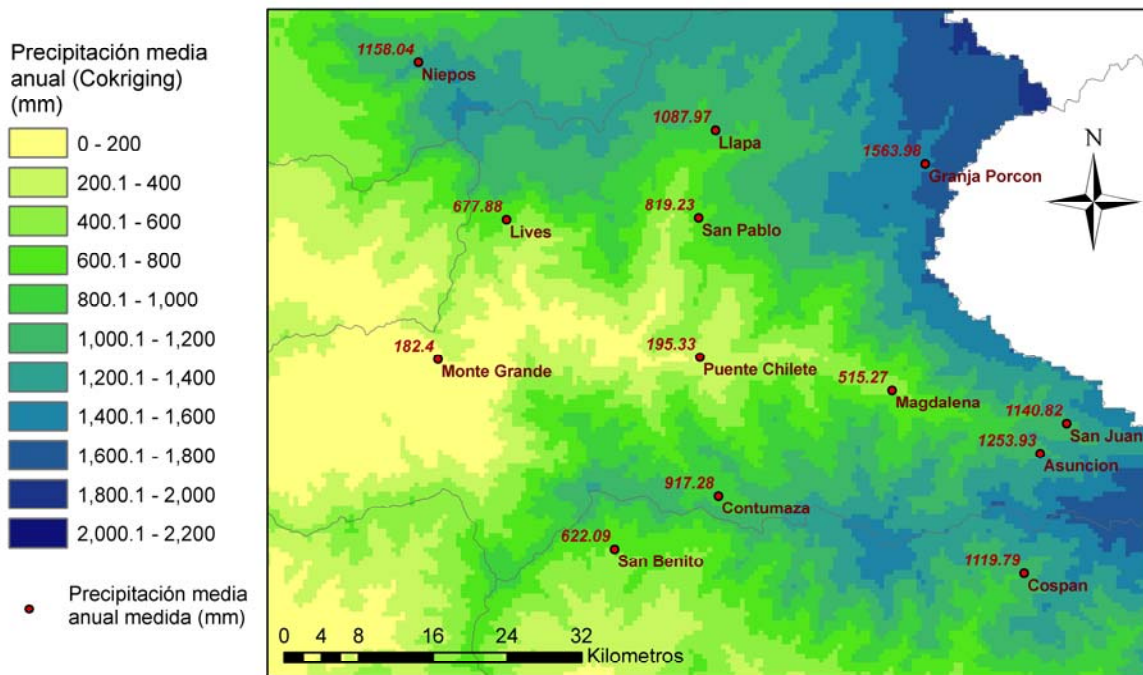 Precipitación media
anual (Cokriging)
(mm)
0 - 200
200.1 - 400
400.1 - 600
600.1 - 800
800.1 - 1,000
1,000.1 - 1,200
1,200.1 - 1,400
1,400.1 - 1,600
1,600.1 - 1,800
1,800.1 - 2,000
2,000.1 - 2,200
Precipitación media
anual medida (mm)
1158.04
Niepos
1087.97
Llapa
1563.98
Granja Porcon
N
677.88
Lives
819.23
San Pablo
182.4
Monte Grande
195.33
Puente Chilete
515.27
Magdalena
1140.82
San Juan
1253.93
Asuncion
917.28
Contumaza
622.09
San Benito
1119.79
Cospan
0 4 8 16 24 32
Kilometros